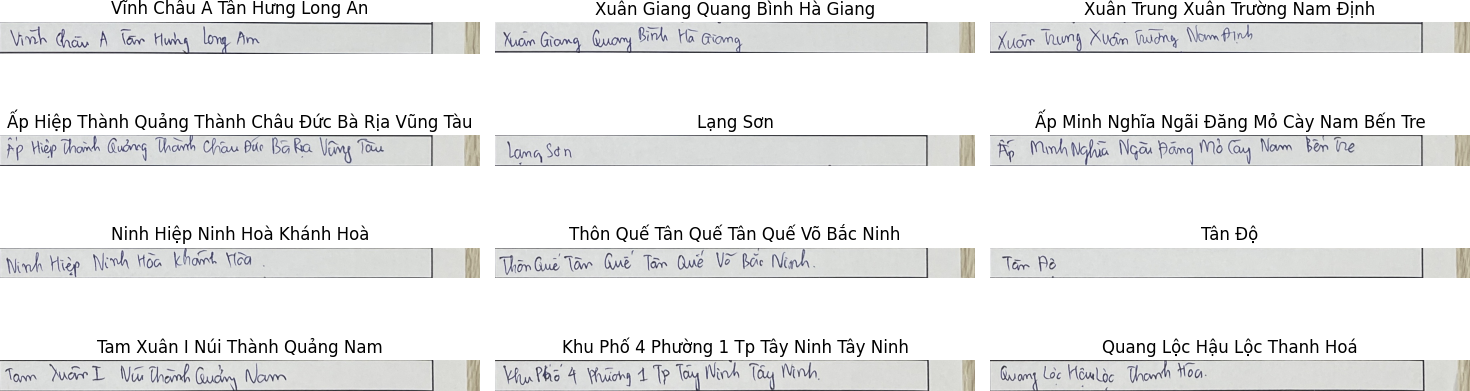 Vĩnh Châu A Tân Hưng Long An
Vĩnh Châu A Tân Hưng Long An
Xuân Giang Quang Bình Hà Giang
Xuân Giang Quang Bình Hà Giang
Xuân Trung Xuân Trường Nam Định
Xuân Trung Xuân Trường Nam Định
Ấp Hiệp Thành Quảng Thành Châu Đức Bà Rịa Vũng Tàu
Ấp Hiệp Thành Quảng Thành Châu Đức Bà Rịa Vũng Tàu
Lạng Sơn
Lạng Sơn
Ấp Minh Nghĩa Ngãi Đăng Mỏ Cày Nam Bến Tre
Ấp Minh Nghĩa Ngãi Đăng Mỏ Cày Nam Bến Tre
Ninh Hiệp Ninh Hoà Khánh Hoà
Ninh Hiệp Ninh Hòa Khánh Hòa.
Thôn Quế Tân Quế Tân Quế Võ Bắc Ninh
Thôn Quế Tân Quế Tân Quế Võ Bắc Ninh.
Tân Độ
Tân Độ
Tam Xuân I Núi Thành Quảng Nam
Tam Xuân I Núi Thành Quảng Nam
Khu Phố 4 Phường 1 Tp Tây Ninh Tây Ninh
Khu Phố 4 Phường 1 Tp Tây Ninh Tây Ninh.
Quang Lộc Hậu Lộc Thanh Hoá
Quang Lộc Hậu Lộc Thanh Hóa.